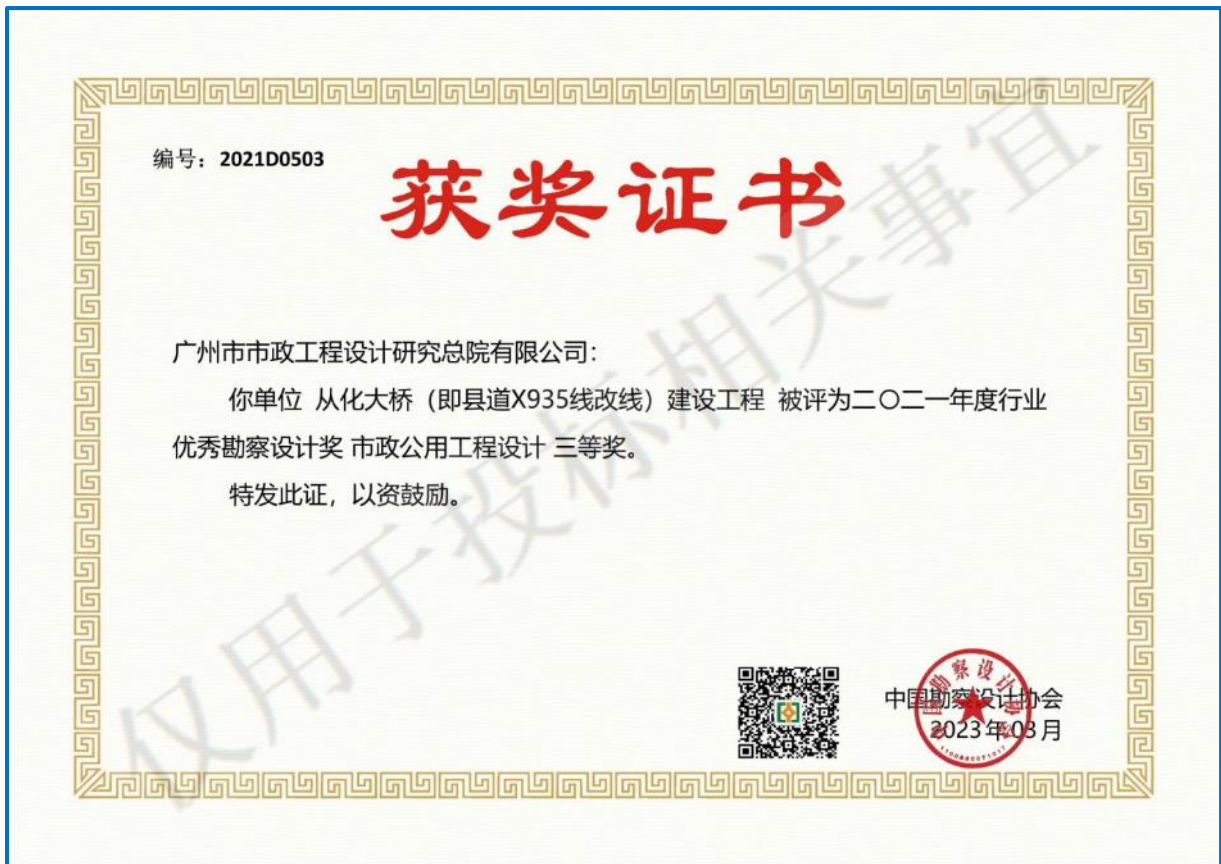 编号：2021D0503
获奖证书
广州市市政工程设计研究总院有限公司：
你单位 从化大桥（即县道X935线改线）建设工程 被评为二〇二一年度行业
优秀勘察设计奖 市政公用工程设计 三等奖。
特发此证，以资鼓励。
中国勘察设计协会
2023年03月
仅用于投标相关事宜